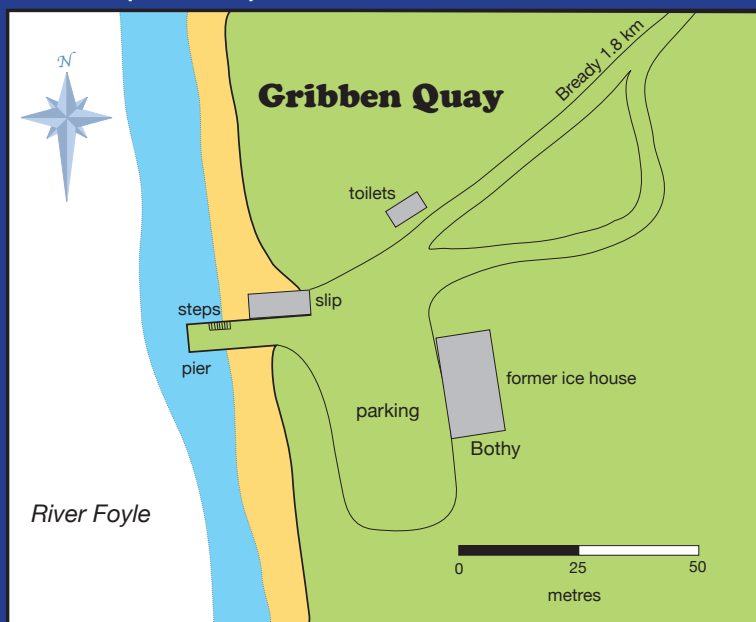 N
Gribben Quay
Bready 1.8 km
toilets
steps
slip
pier
former ice house
parking
Bothy
River Foyle
0 25 50
metres